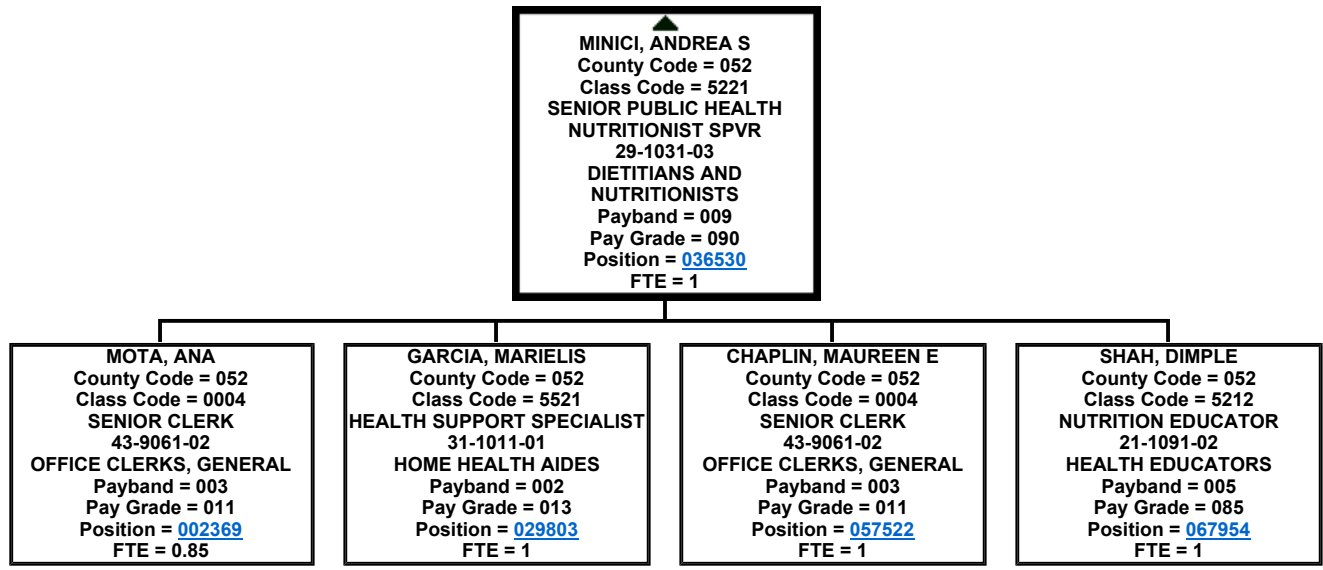 MINICI, ANDREA S
County Code = 052
Class Code = 5221
SENIOR PUBLIC HEALTH
NUTRITIONIST SPVR
29-1031-03
DIETITIANS AND
NUTRITIONISTS
Payband = 009
Pay Grade = 090
Position = 036530
FTE = 1
MOTA, ANA
County Code = 052
Class Code = 0004
SENIOR CLERK
43-9061-02
OFFICE CLERKS, GENERAL
Payband = 003
Pay Grade = 011
Position = 002369
FTE = 0.85
GARCIA, MARIELIS
County Code = 052
Class Code = 5521
HEALTH SUPPORT SPECIALIST
31-1011-01
HOME HEALTH AIDES
Payband = 002
Pay Grade = 013
Position = 029803
FTE = 1
CHAPLIN, MAUREEN E
County Code = 052
Class Code = 0004
SENIOR CLERK
43-9061-02
OFFICE CLERKS, GENERAL
Payband = 003
Pay Grade = 011
Position = 057522
FTE = 1
SHAH, DIMPLE
County Code = 052
Class Code = 5212
NUTRITION EDUCATOR
21-1091-02
HEALTH EDUCATORS
Payband = 005
Pay Grade = 085
Position = 067954
FTE = 1